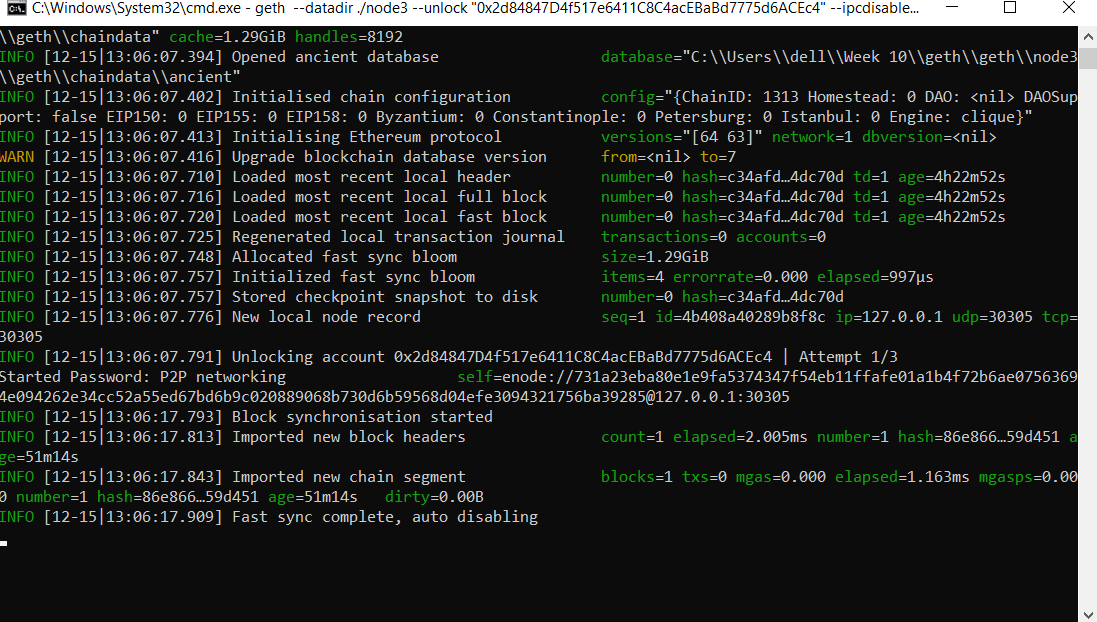 C:\Windows\System32\cmd.exe - geth  --datadir ./node3 --unlock "0x2d84847D4f517e6411C8C4acEBaBd7775d6ACEc4" --ipcdisable...
\\geth\\chaindata" cache=1.29GiB handles=8192
INFO [12-15|13:06:07.394] Opened ancient database                  database="C:\\Users\\dell\\Week 10\\geth\\geth\\node3
\\geth\\chaindata\\ancient"
INFO [12-15|13:06:07.402] Initialised chain configuration          config="{ChainID: 1313 Homestead: 0 DAO: <nil> DAOSup
port: false EIP150: 0 EIP155: 0 EIP158: 0 Byzantium: 0 Constantinople: 0 Petersburg: 0 Istanbul: 0 Engine: clique}"
INFO [12-15|13:06:07.413] Initialising Ethereum protocol           versions="[64 63]" network=1 dbversion=<nil>
WARN [12-15|13:06:07.416] Upgrade blockchain database version      from=<nil> to=7
INFO [12-15|13:06:07.710] Loaded most recent local header          number=0 hash=c34afd…4dc70d td=1 age=4h22m52s
INFO [12-15|13:06:07.716] Loaded most recent local full block      number=0 hash=c34afd…4dc70d td=1 age=4h22m52s
INFO [12-15|13:06:07.720] Loaded most recent local fast block      number=0 hash=c34afd…4dc70d td=1 age=4h22m52s
INFO [12-15|13:06:07.725] Regenerated local transaction journal    transactions=0 accounts=0
INFO [12-15|13:06:07.748] Allocated fast sync bloom                size=1.29GiB
INFO [12-15|13:06:07.757] Initialized fast sync bloom              items=4 errorrate=0.000 elapsed=997µs
INFO [12-15|13:06:07.757] Stored checkpoint snapshot to disk       number=0 hash=c34afd…4dc70d
INFO [12-15|13:06:07.776] New local node record                    seq=1 id=4b408a40289b8f8c ip=127.0.0.1 udp=30305 tcp=
30305
INFO [12-15|13:06:07.791] Unlocking account 0x2d84847D4f517e6411C8C4acEBaBd7775d6ACEc4 | Attempt 1/3
Started Password: P2P networking                   self=enode://731a23eba80e1e9fa5374347f54eb11ffafe01a1b4f72b6ae0756369
4e094262e34cc52a55ed67bd6b9c020889068b730d6b59568d04efe3094321756ba39285@127.0.0.1:30305
INFO [12-15|13:06:17.793] Block synchronisation started
INFO [12-15|13:06:17.813] Imported new block headers               count=1 elapsed=2.005ms number=1 hash=86e866…59d451 a
ge=51m14s
INFO [12-15|13:06:17.843] Imported new chain segment               blocks=1 txs=0 mgas=0.000 elapsed=1.163ms mgasps=0.00
0 number=1 hash=86e866…59d451 age=51m14s   dirty=0.00B
INFO [12-15|13:06:17.909] Fast sync complete, auto disabling